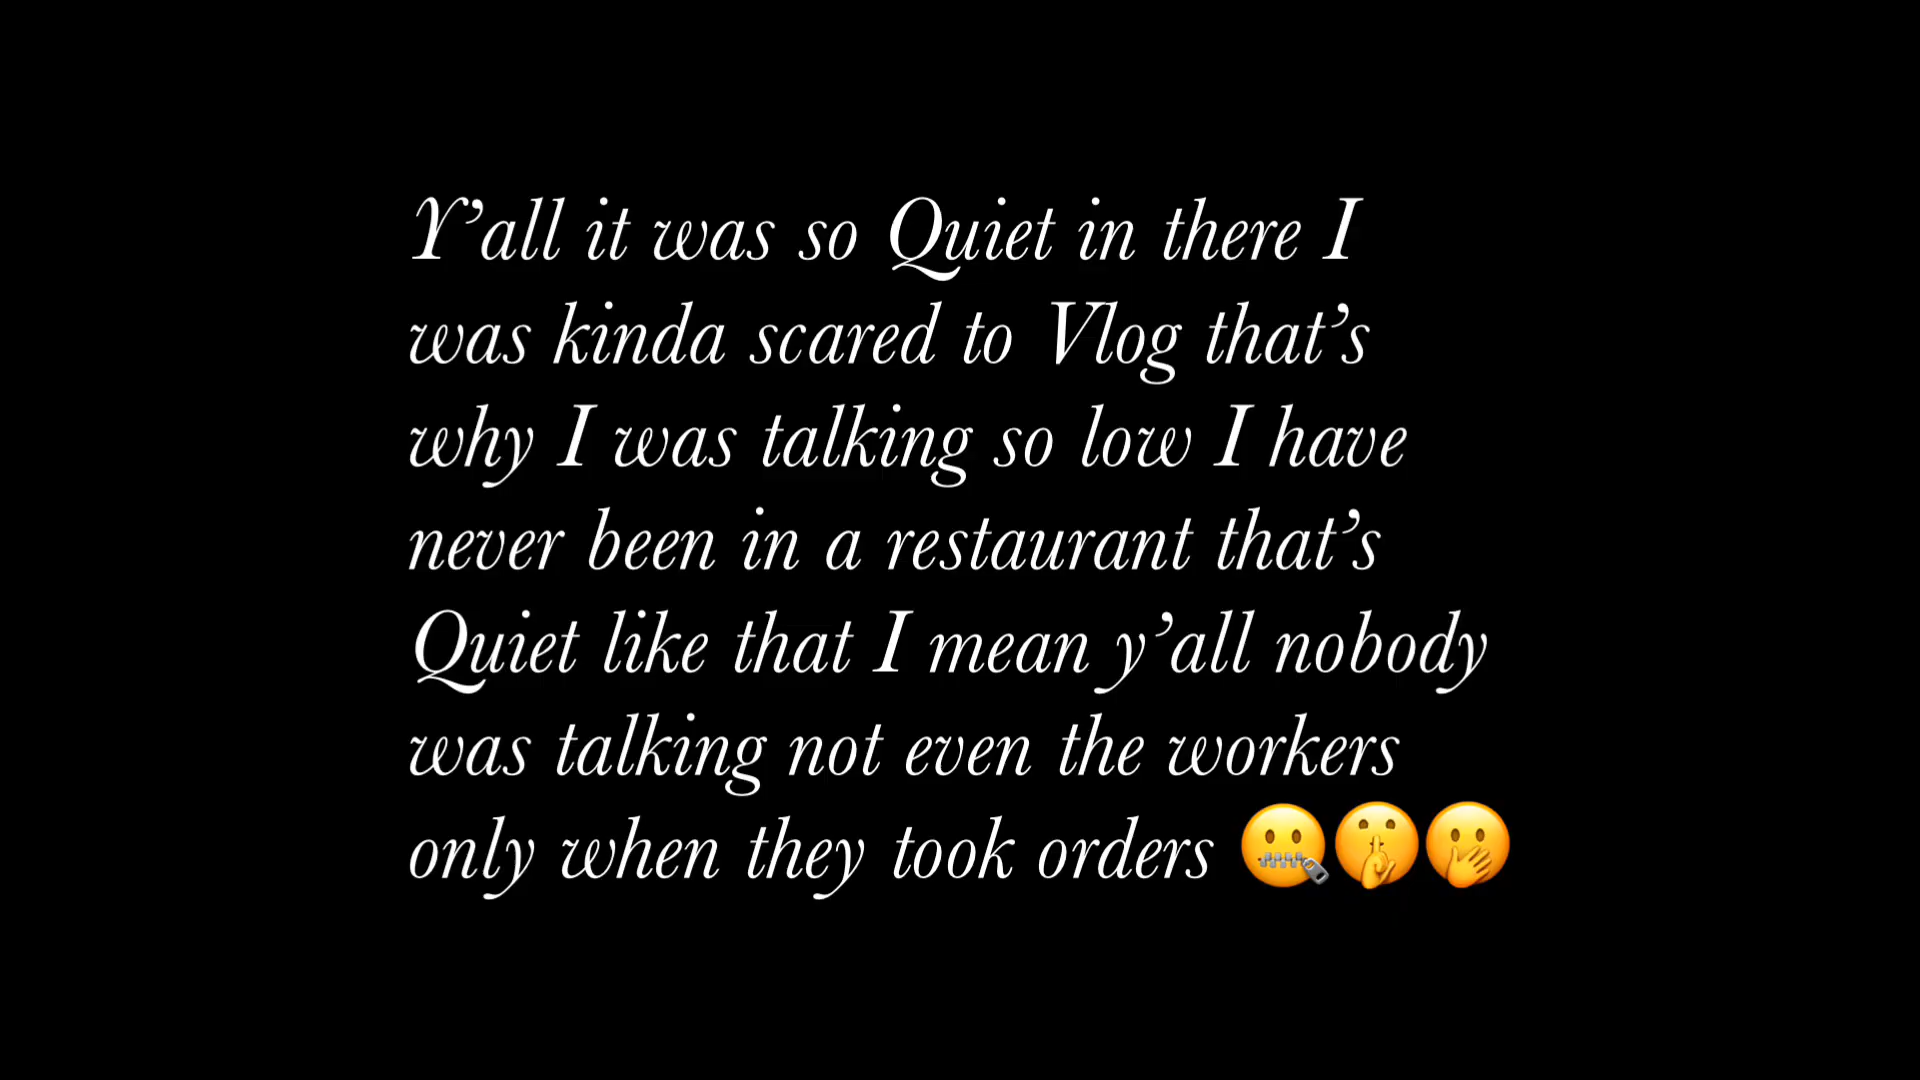 Y’all it was so Quiet in there I
was kinda scared to Vlog that’s
why I was talking so low I have
never been in a restaurant that’s
Quiet like that I mean y’all nobody
was talking not even the workers
only when they took orders 🤐🤫🤭